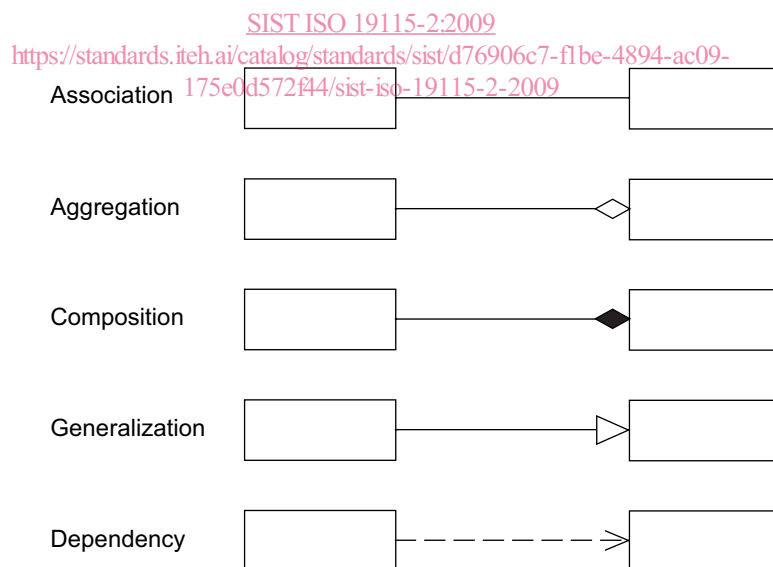 SIST ISO 19115-2:2009
https://standards.iteh.ai/catalog/standards/sist/d76906c7-f1be-4894-ac09-
175e0d572f44/sist-iso-19115-2-2009
Association
Aggregation
Composition
Generalization
Dependency